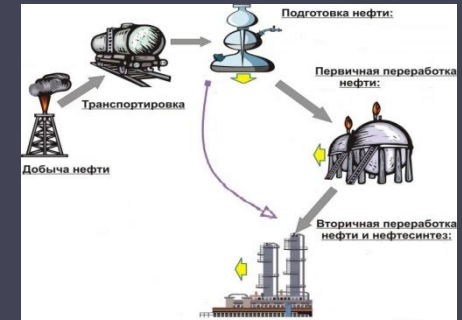 Подготовка нефти:
Первичная переработка
нефти:
Транспортировка
Добыча нефти
Вторичная переработка
нефти и нефтесинтез: